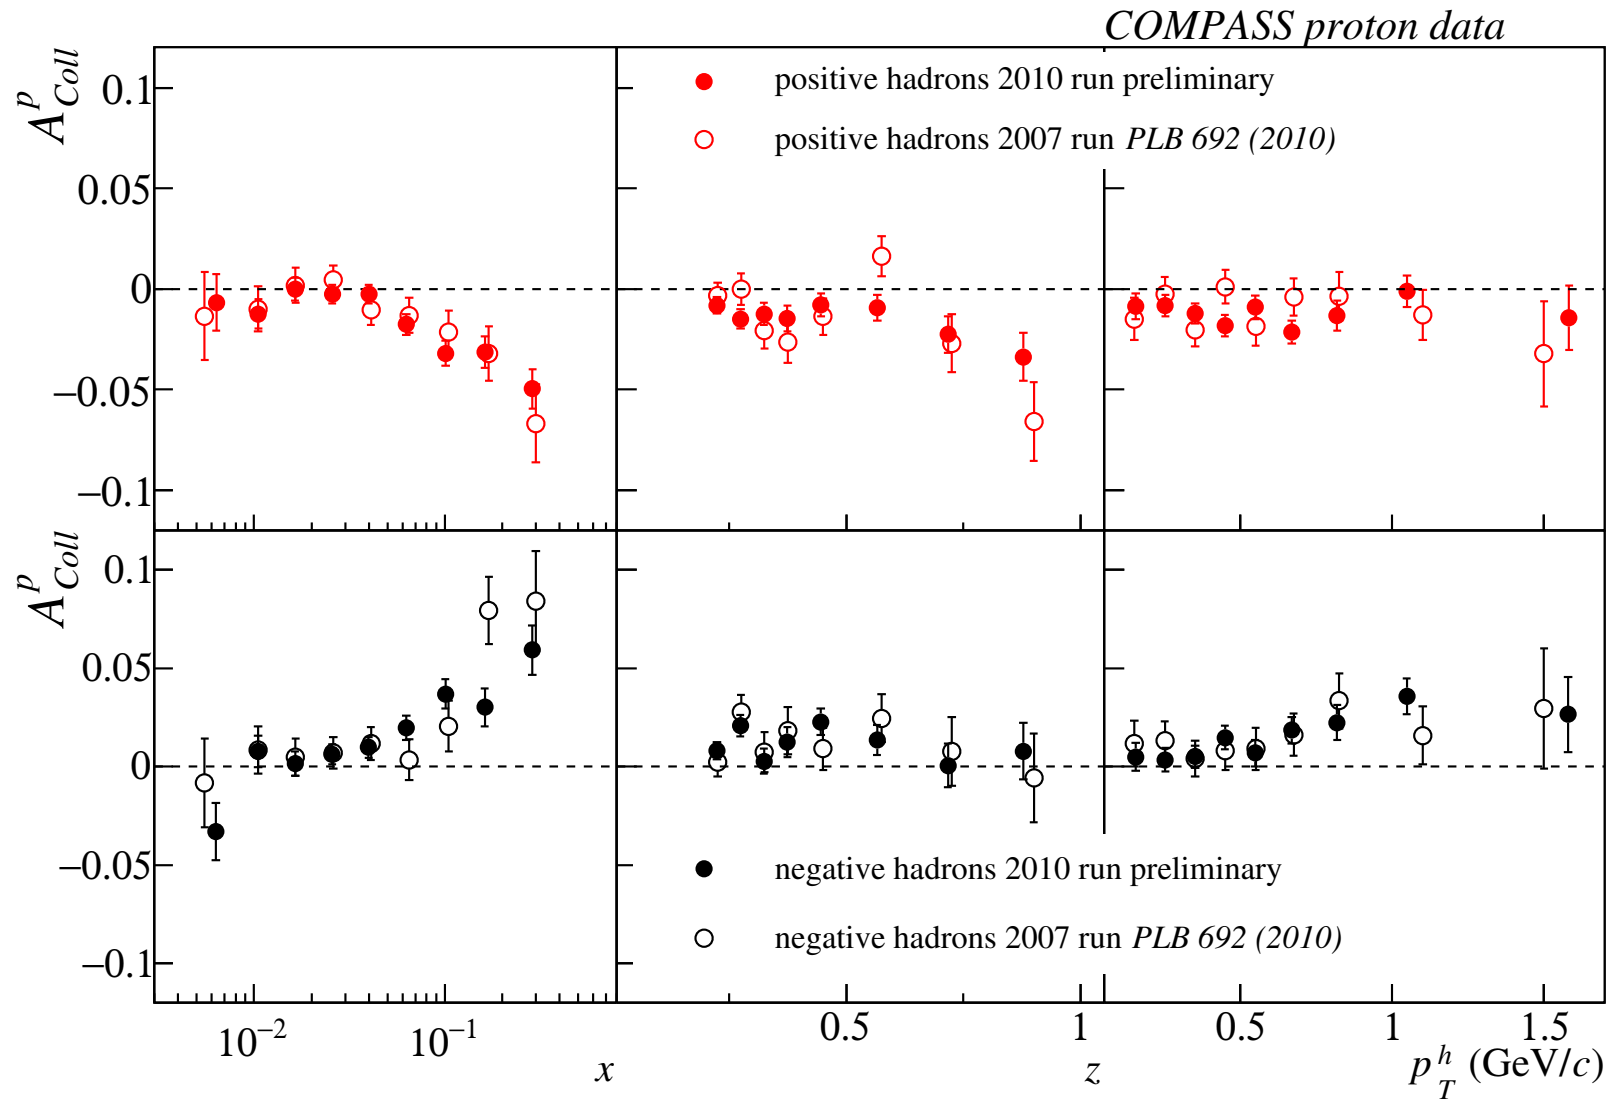 COMPASS proton data
A^p_Coll
0.1
0.05
0
−0.05
−0.1
positive hadrons 2010 run preliminary
positive hadrons 2007 run PLB 692 (2010)
A^p_Coll
0.1
0.05
0
−0.05
−0.1
negative hadrons 2010 run preliminary
negative hadrons 2007 run PLB 692 (2010)
10^−2 10^−1 0.5 1 0.5 1 1.5
x z p_T^h (GeV/c)